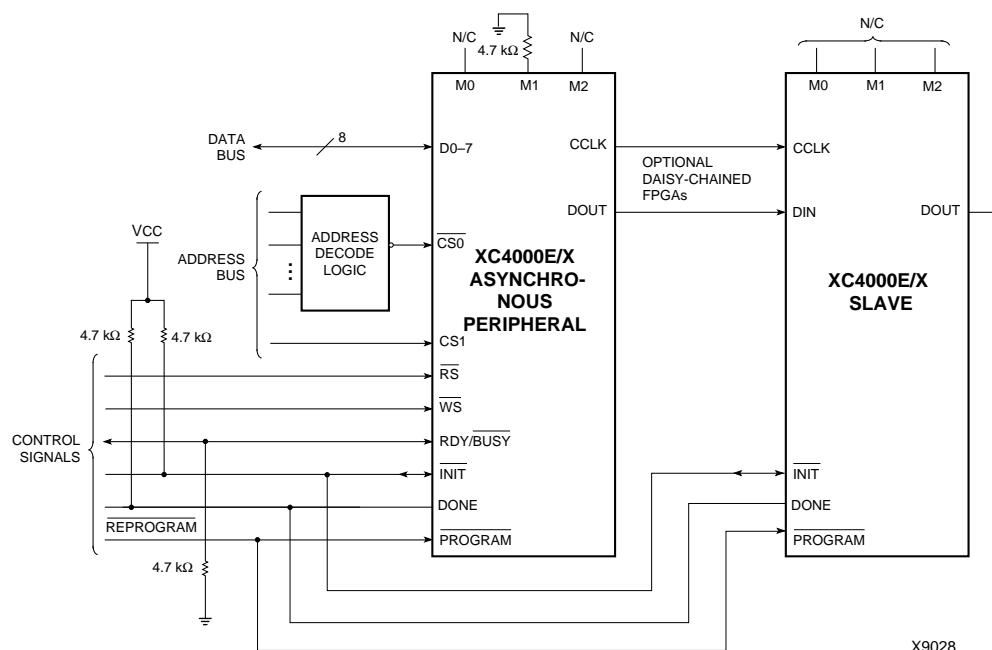 N/C
4.7 kΩ
N/C
N/C
M0
M1
M2
M0
M1
M2
DATA
BUS
8
D0–7
CCLK
OPTIONAL
DAISY-CHAINED
FPGAs
CCLK
DOUT
DIN
DOUT
VCC
ADDRESS
BUS
ADDRESS
DECODE
LOGIC
CS0
XC4000E/X
ASYNCHRO-
NOUS
PERIPHERAL
XC4000E/X
SLAVE
4.7 kΩ
4.7 kΩ
CS1
RS
WS
CONTROL
SIGNALS
RDY/BUSY
INIT
INIT
DONE
DONE
REPROGRAM
PROGRAM
PROGRAM
4.7 kΩ
X9028